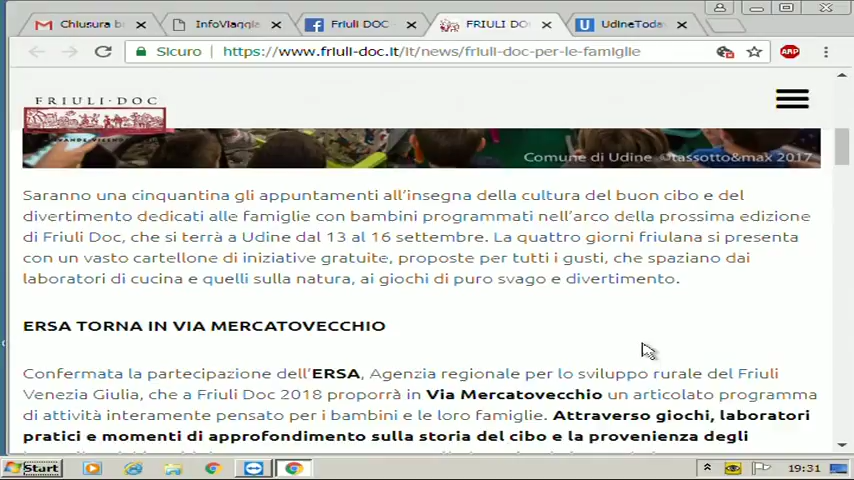 Chiusura b
InfoViaggia
Friuli DOC -
FRIULI DO
UdineToda
Sicuro
https://www.friuli-doc.it/it/news/friuli-doc-per-le-famiglie
ABP
FRIULI·DOC
Comune di Udine ©tassotto&max 2017
Saranno una cinquantina gli appuntamenti all'insegna della cultura del buon cibo e del
divertimento dedicati alle famiglie con bambini programmati nell'arco della prossima edizione
di Friuli Doc, che si terrà a Udine dal 13 al 16 settembre. La quattro giorni friulana si presenta
con un vasto cartellone di iniziative gratuite, proposte per tutti i gusti, che spaziano dai
laboratori di cucina e quelli sulla natura, ai giochi di puro svago e divertimento.
ERSA TORNA IN VIA MERCATOVECCHIO
Confermata la partecipazione dell'ERSA, Agenzia regionale per lo sviluppo rurale del Friuli
Venezia Giulia, che a Friuli Doc 2018 proporrà in Via Mercatovecchio un articolato programma
di attività interamente pensato per i bambini e le loro famiglie. Attraverso giochi, laboratori
pratici e momenti di approfondimento sulla storia del cibo e la provenienza degli
Start
19:31